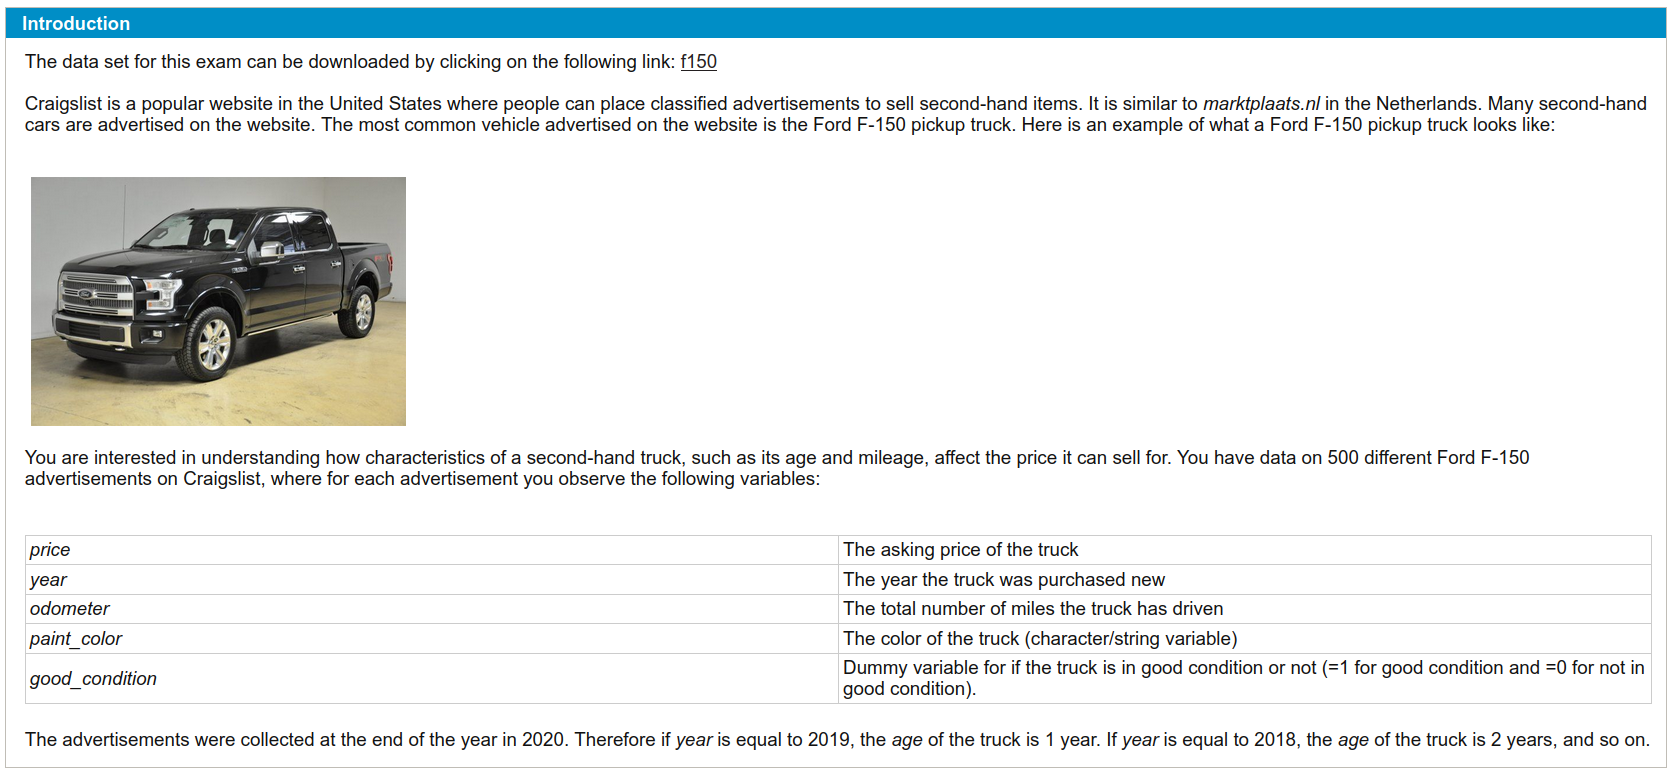 Introduction
The data set for this exam can be downloaded by clicking on the following link: f150
Craigslist is a popular website in the United States where people can place classified advertisements to sell second-hand items. It is similar to marktplaats.nl in the Netherlands. Many second-hand
cars are advertised on the website. The most common vehicle advertised on the website is the Ford F-150 pickup truck. Here is an example of what a Ford F-150 pickup truck looks like:
You are interested in understanding how characteristics of a second-hand truck, such as its age and mileage, affect the price it can sell for. You have data on 500 different Ford F-150
advertisements on Craigslist, where for each advertisement you observe the following variables:
price The asking price of the truck
year The year the truck was purchased new
odometer The total number of miles the truck has driven
paint_color The color of the truck (character/string variable)
good_condition Dummy variable for if the truck is in good condition or not (=1 for good condition and =0 for not in
good condition).
The advertisements were collected at the end of the year in 2020. Therefore if year is equal to 2019, the age of the truck is 1 year. If year is equal to 2018, the age of the truck is 2 years, and so on.